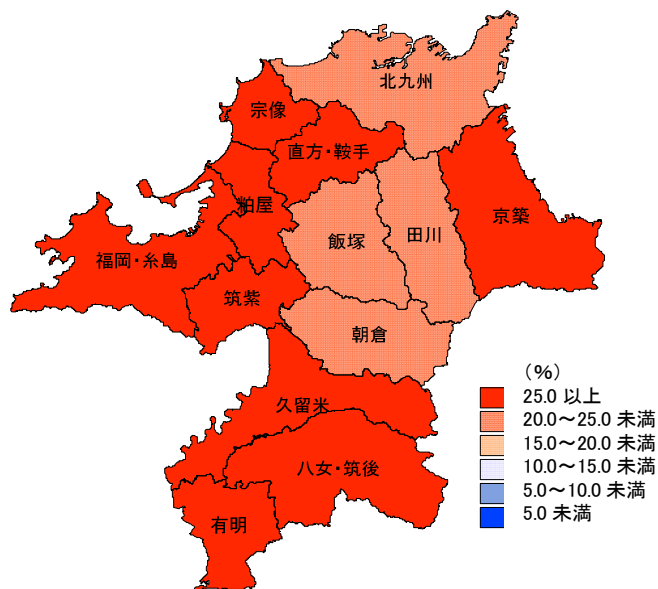 北九州
宗像
直方・鞍手
粕屋
京築
飯塚
田川
福岡・糸島
筑紫
朝倉
久留米
八女・筑後
有明
（％）
25.0 以上
20.0～25.0 未満
15.0～20.0 未満
10.0～15.0 未満
5.0～10.0 未満
5.0 未満